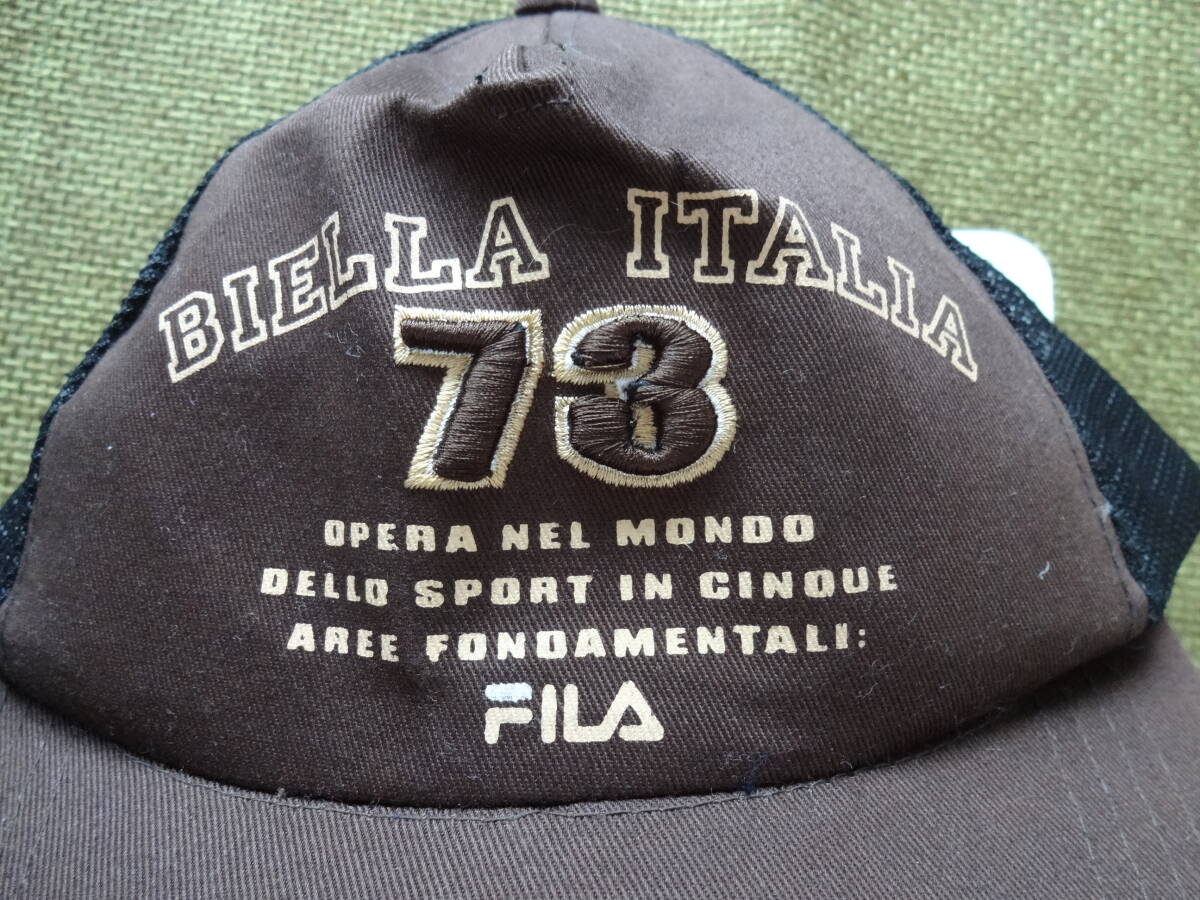 BIELLA ITALIA
73
OPERA NEL MONDO
DELLO SPORT IN CINQUE
AREE FONDAMENTALI:
FILA